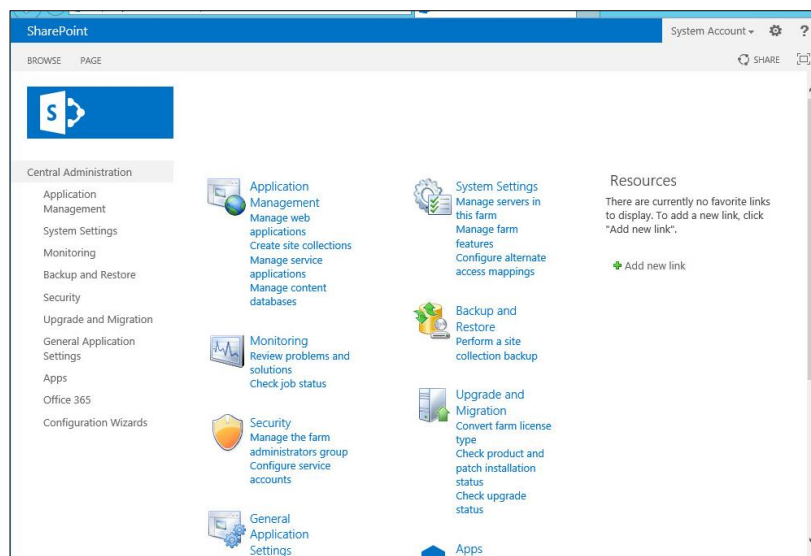 SharePoint
System Account
?
BROWSE PAGE
SHARE
S
Central Administration
Application
Management
System Settings
Monitoring
Backup and Restore
Security
Upgrade and Migration
General Application
Settings
Apps
Office 365
Configuration Wizards
Application
Management
Manage web
applications
Create site collections
Manage service
applications
Manage content
databases
Monitoring
Review problems and
solutions
Check job status
Security
Manage the farm
administrators group
Configure service
accounts
General
Application
Settings
System Settings
Manage servers in
this farm
Manage farm
features
Configure alternate
access mappings
Backup and
Restore
Perform a site
collection backup
Upgrade and
Migration
Convert farm license
type
Check product and
patch installation
status
Check upgrade
status
Apps
Resources
There are currently no favorite links
to display. To add a new link, click
"Add new link".
Add new link